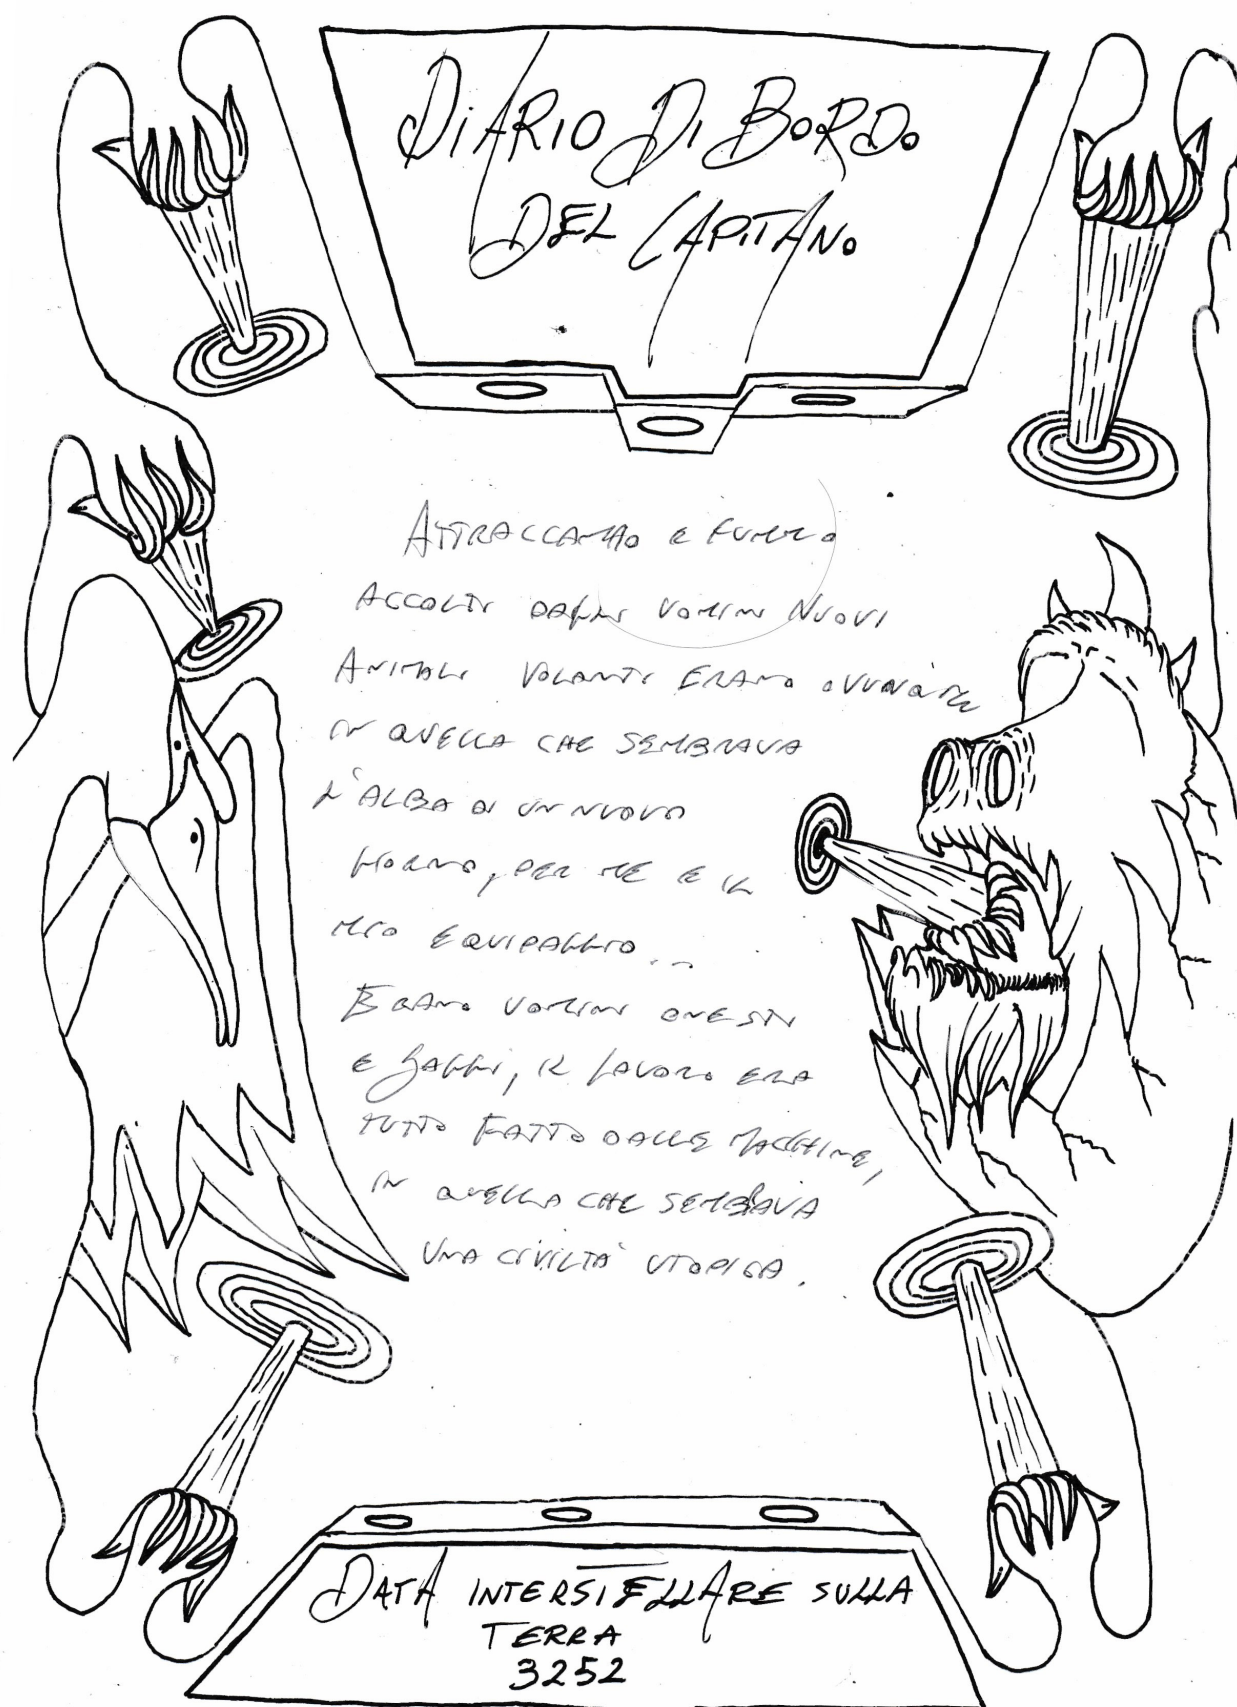 DIARIO DI BORDO
DEL CAPITANO
ATTRACCAMMO E FUMMO
ACCOLTI DAGLI UOMINI NUOVI
ANIMALI VOLANTI ERANO OVUNQUE
IN QUELLA CHE SEMBRAVA
L'ALBA DI UN NUOVO
GIORNO, PER ME E IL
MIO EQUIPAGGIO...
ERANO UOMINI ONESTI
E SAGGI, IL LAVORO ERA
TUTTO FATTO DALLE MACCHINE,
IN QUELLA CHE SEMBRAVA
UNA CIVILTÀ UTOPICA.
DATA INTERSTELLARE SULLA
TERRA
3252